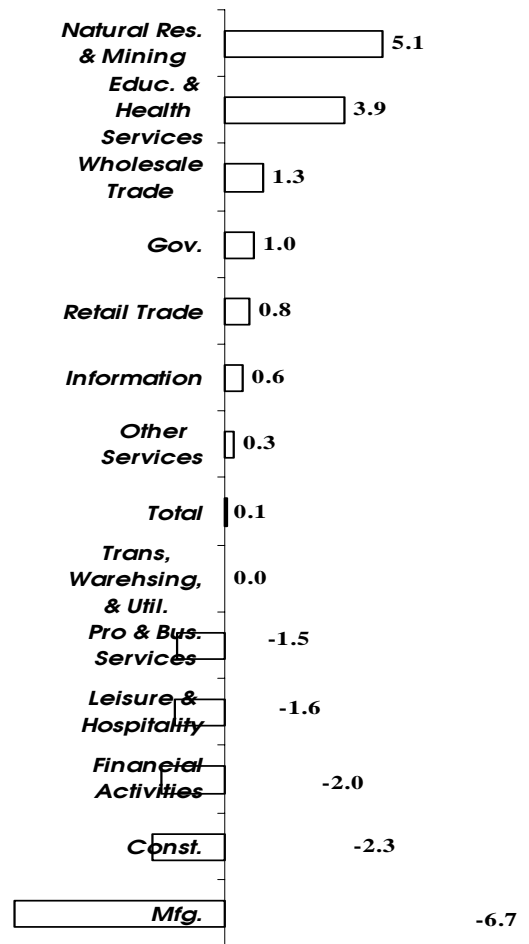 Natural Res.
& Mining
5.1
Educ. &
Health
Services
3.9
Wholesale
Trade
1.3
Gov.
1.0
Retail Trade
0.8
Information
0.6
Other
Services
0.3
Total
0.1
Trans,
Warehsing,
& Util.
0.0
Pro & Bus.
Services
-1.5
Leisure &
Hospitality
-1.6
Financial
Activities
-2.0
Const.
-2.3
Mfg.
-6.7